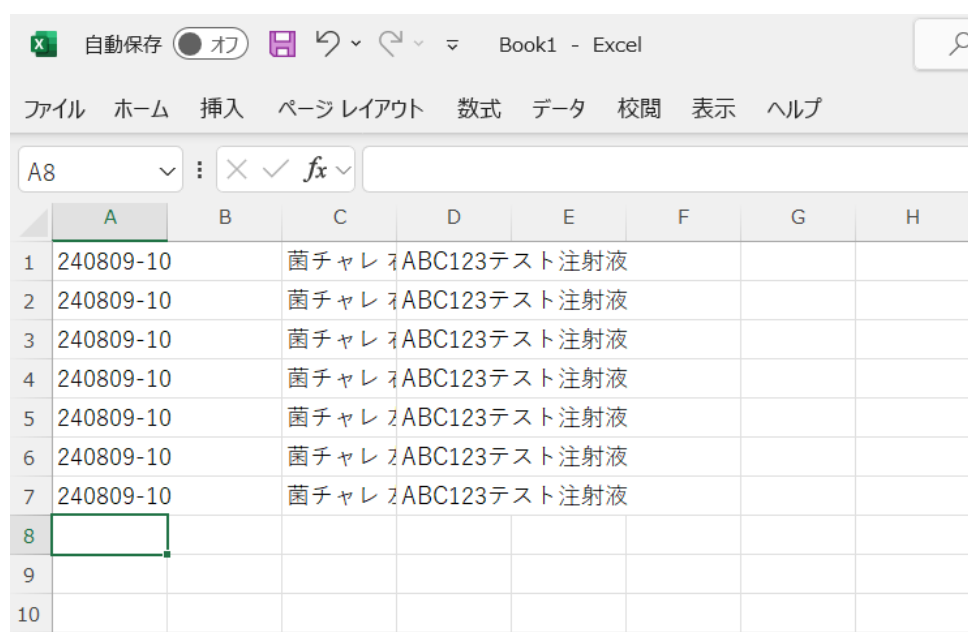 自動保存 オフ Book1 - Excel
ファイル ホーム 挿入 ページ レイアウト 数式 データ 校閲 表示 ヘルプ
A8 fx
A B C D E F G H
1 240809-10 菌チャレ ABC123テスト注射液
2 240809-10 菌チャレ ABC123テスト注射液
3 240809-10 菌チャレ ABC123テスト注射液
4 240809-10 菌チャレ ABC123テスト注射液
5 240809-10 菌チャレ ABC123テスト注射液
6 240809-10 菌チャレ ABC123テスト注射液
7 240809-10 菌チャレ ABC123テスト注射液
8
9
10